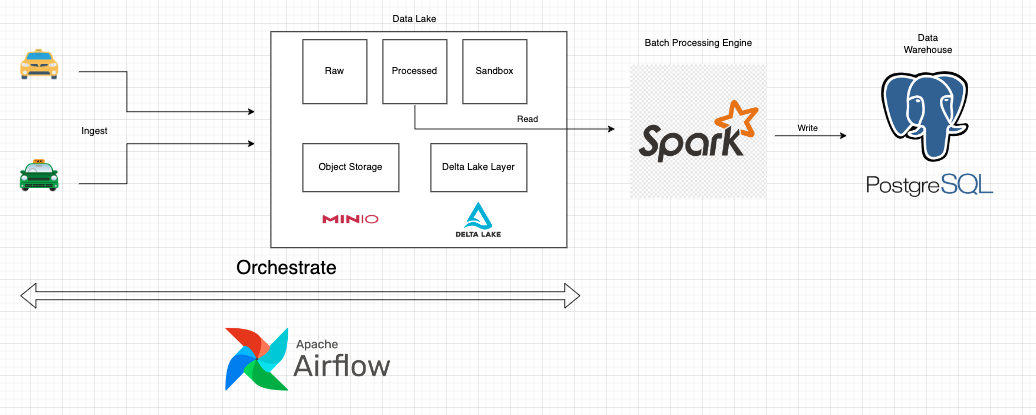 Data Lake
Raw
Processed
Sandbox
Batch Processing Engine
Data
Warehouse
Ingest
Read
Spark
Write
Object Storage
Delta Lake Layer
PostgreSQL
MINIO
DELTA LAKE
Orchestrate
Apache
Airflow